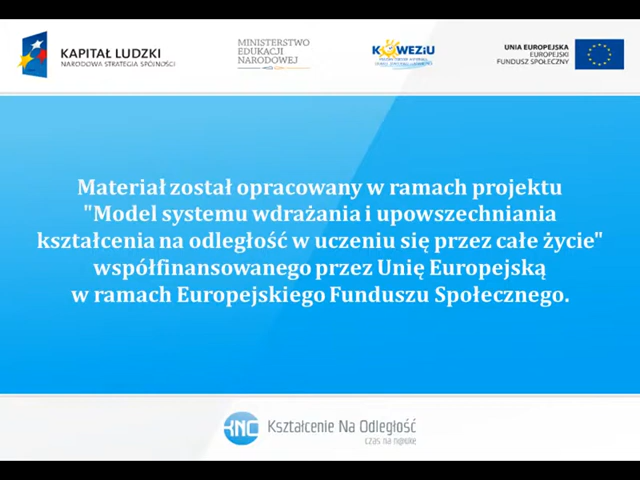 KAPITAŁ LUDZKI
NARODOWA STRATEGIA SPÓJNOŚCI
MINISTERSTWO
EDUKACJI
NARODOWEJ
KOWEZiU
UNIA EUROPEJSKA
EUROPEJSKI
FUNDUSZ SPOŁECZNY
Materiał został opracowany w ramach projektu
"Model systemu wdrażania i upowszechniania
kształcenia na odległość w uczeniu się przez całe życie"
współfinansowanego przez Unię Europejską
w ramach Europejskiego Funduszu Społecznego.
KNO Kształcenie Na Odległość
czas na naukę